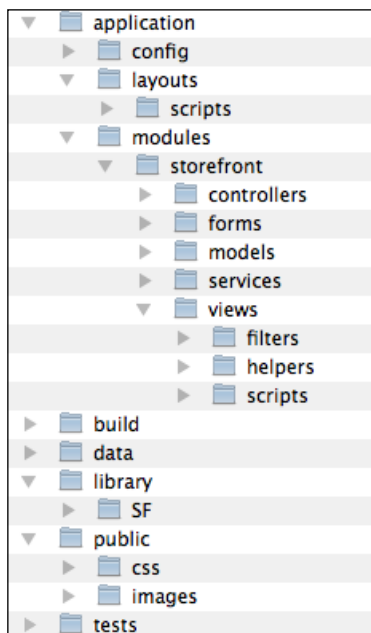 application
config
layouts
scripts
modules
storefront
controllers
forms
models
services
views
filters
helpers
scripts
build
data
library
SF
public
css
images
tests